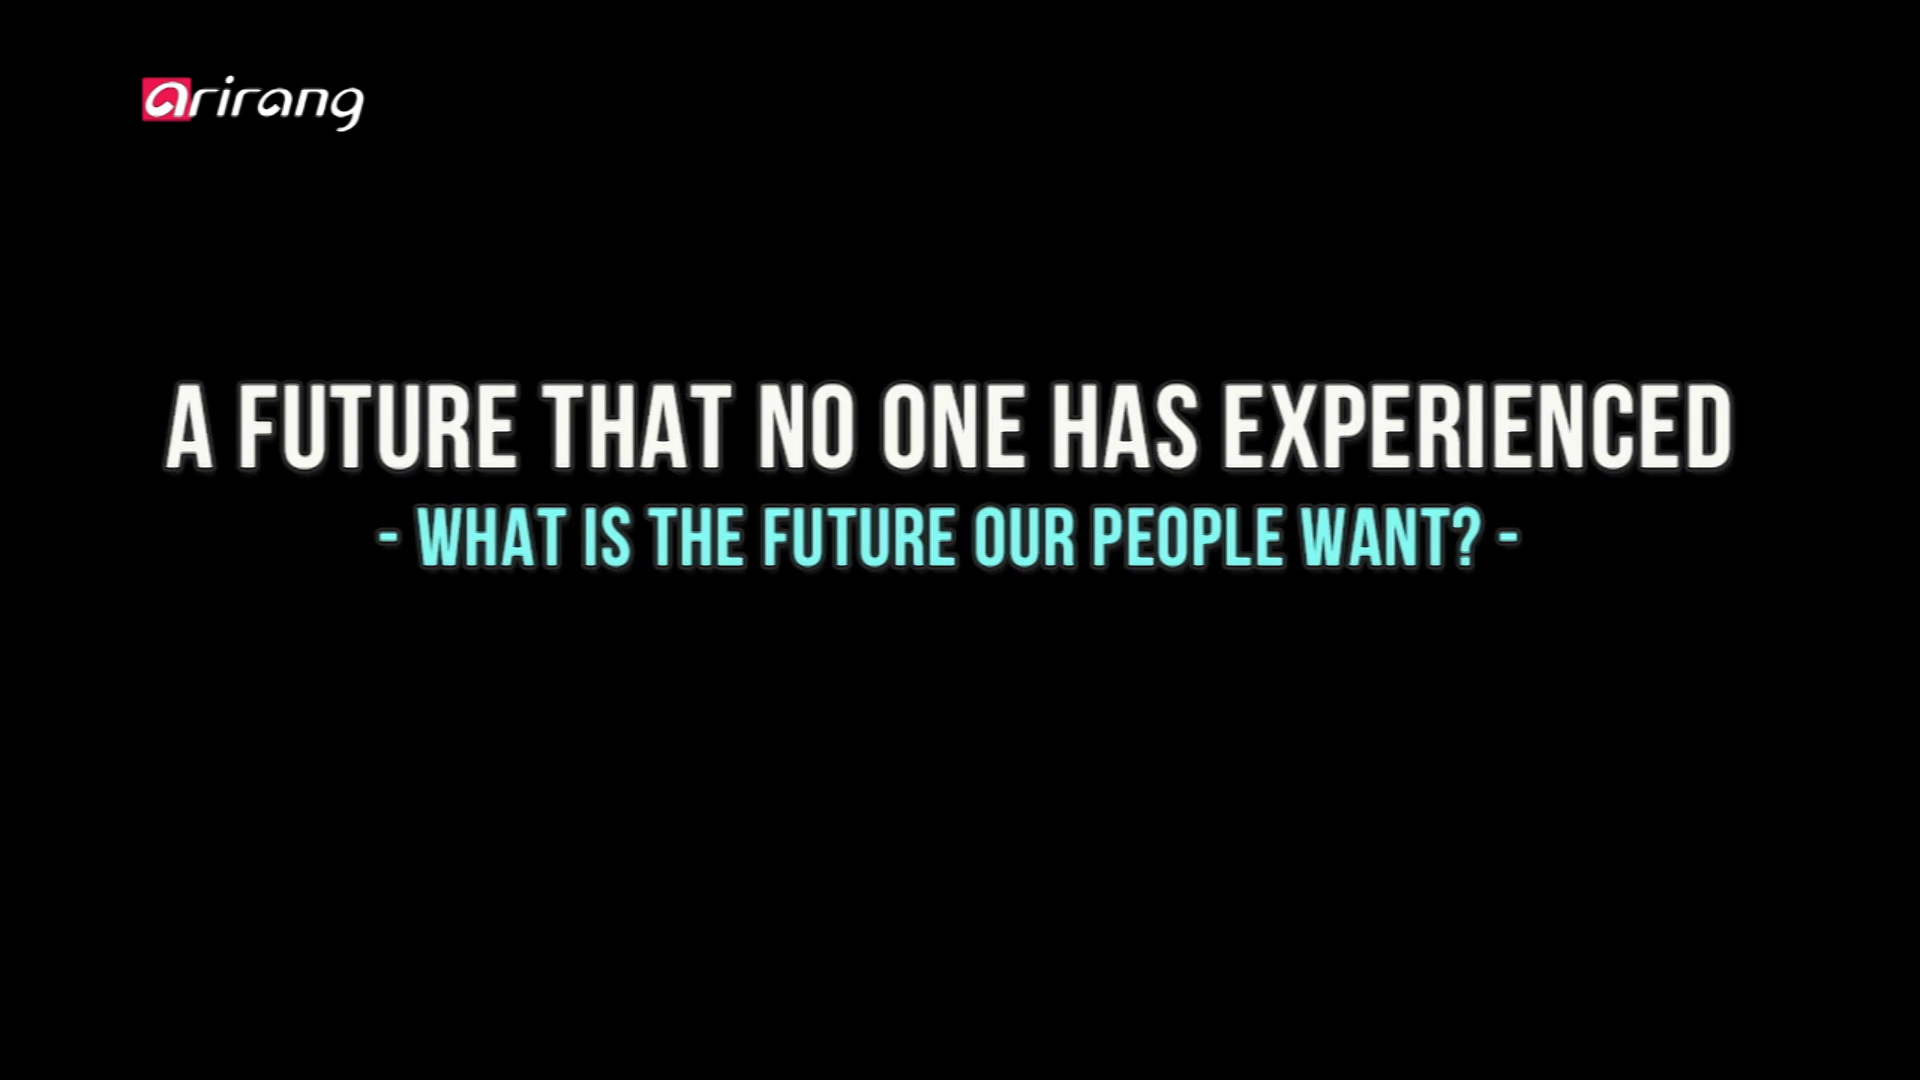 arirang
A FUTURE THAT NO ONE HAS EXPERIENCED
- WHAT IS THE FUTURE OUR PEOPLE WANT? -